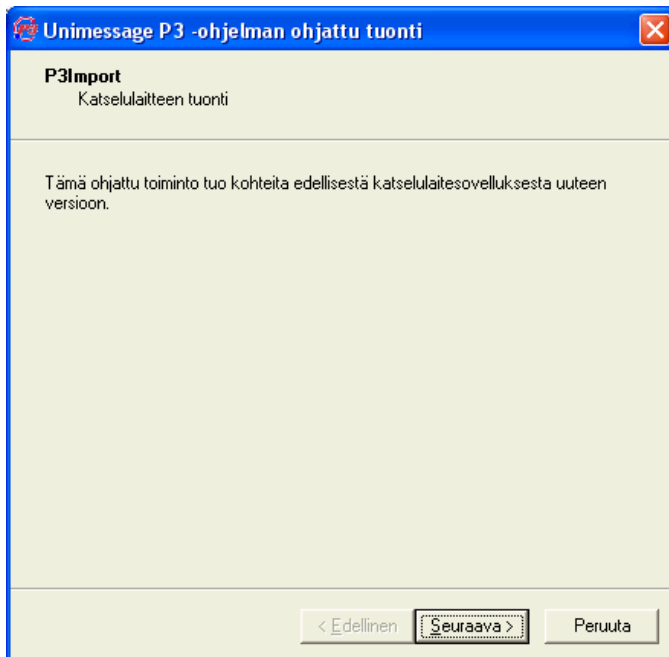 Unimessage P3 -ohjelman ohjattu tuonti
P3Import
Katselulaitteen tuonti
Tämä ohjattu toiminto tuo kohteita edellisestä katselulaitesovelluksesta uuteen
versioon.
< Edellinen Seuraava > Peruuta